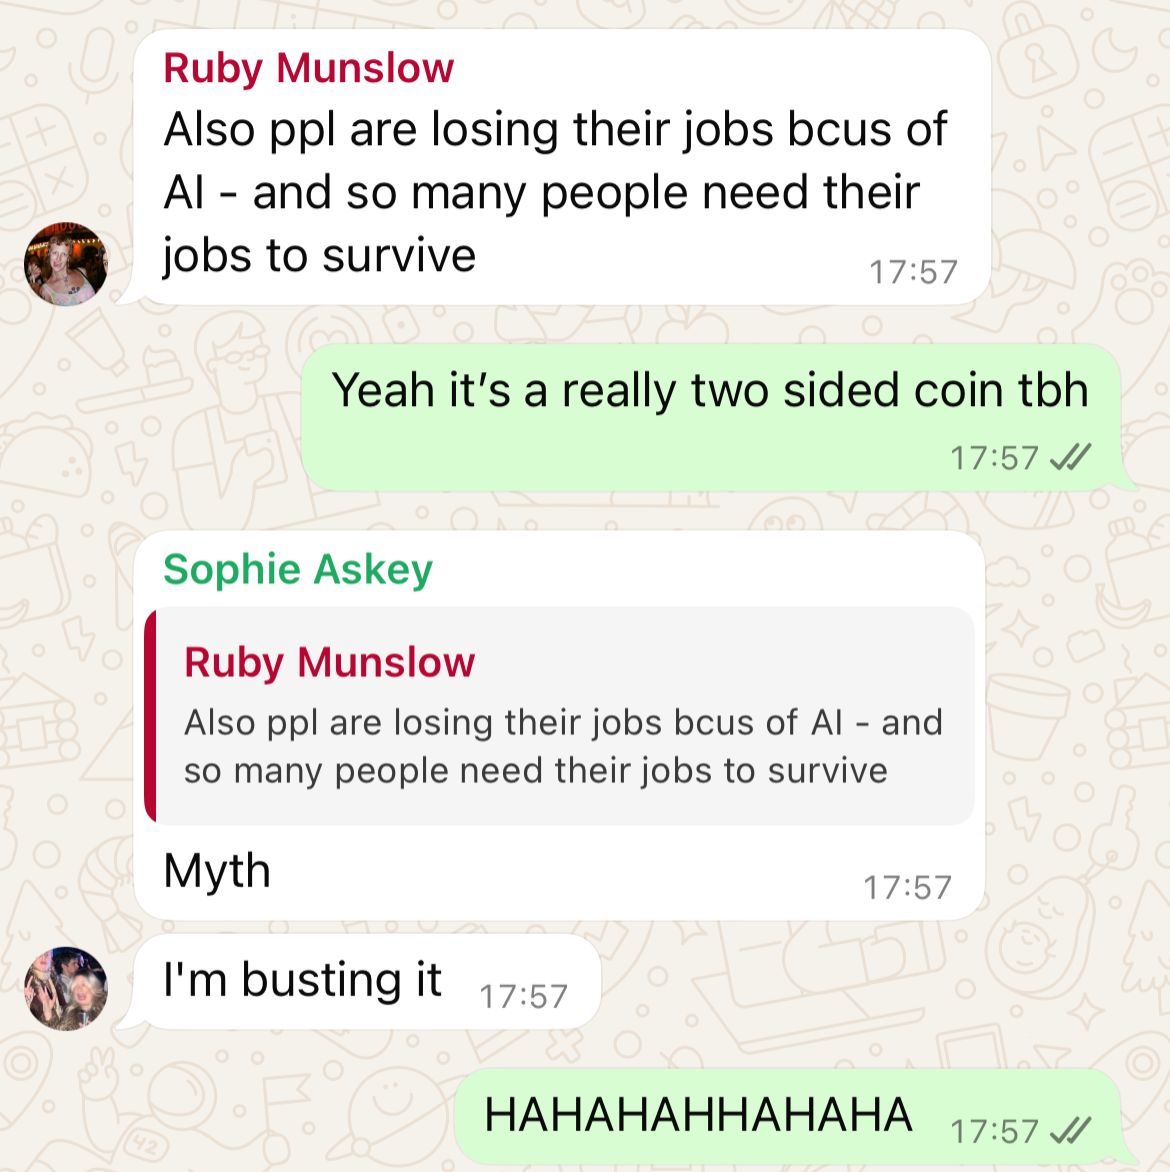 Ruby Munslow
Also ppl are losing their jobs bcus of
AI - and so many people need their
jobs to survive
17:57
Yeah it’s a really two sided coin tbh
17:57
Sophie Askey
Ruby Munslow
Also ppl are losing their jobs bcus of AI - and
so many people need their jobs to survive
Myth
17:57
I'm busting it
17:57
HAHAHAHHAHAHA
17:57
42